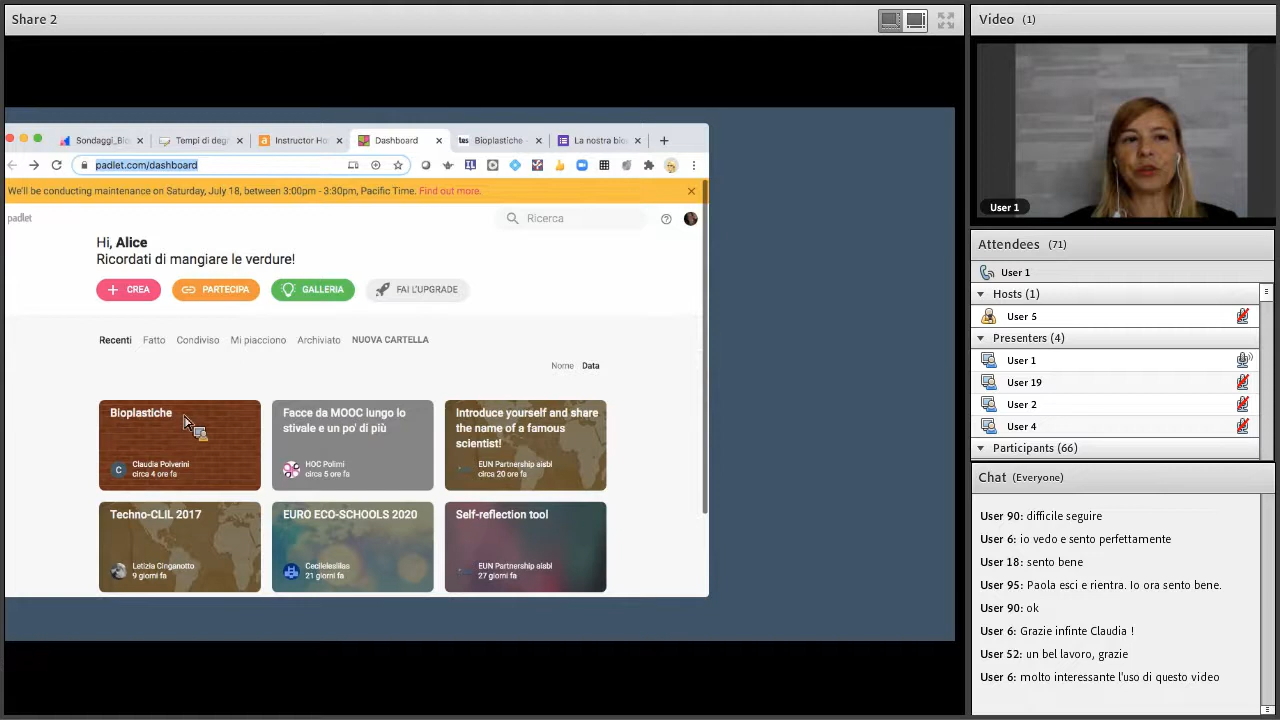 Share 2
Sondaggi_Bio
Tempi di degr
Instructor Ho
Dashboard
tes
Bioplastiche -
La nostra bio
padlet.com/dashboard
We'll be conducting maintenance on Saturday, July 18, between 3:00pm - 3:30pm, Pacific Time. Find out more.
padlet
Ricerca
Hi, Alice
Ricordati di mangiare le verdure!
CREA
PARTECIPA
GALLERIA
FAI L'UPGRADE
Recenti Fatto Condiviso Mi piacciono Archiviato NUOVA CARTELLA
Nome Data
Bioplastiche
C
Claudia Polverini
circa 4 ore fa
Facce da MOOC lungo lo
stivale e un po' di più
HOC Polimi
circa 5 ore fa
Introduce yourself and share
the name of a famous
scientist!
EUN Partnership aisbl
circa 20 ore fa
Techno-CLIL 2017
Letizia Cinganotto
9 giorni fa
EURO ECO-SCHOOLS 2020
Cecilelealilas
21 giorni fa
Self-reflection tool
EUN Partnership aisbl
27 giorni fa
Video (1)
User 1
Attendees (71)
User 1
Hosts (1)
User 5
Presenters (4)
User 1
User 19
User 2
User 4
Participants (66)
Chat (Everyone)
User 90: difficile seguire
User 6: io vedo e sento perfettamente
User 18: sento bene
User 95: Paola esci e rientra. Io ora sento bene.
User 90: ok
User 6: Grazie infinte Claudia !
User 52: un bel lavoro, grazie
User 6: molto interessante l'uso di questo video